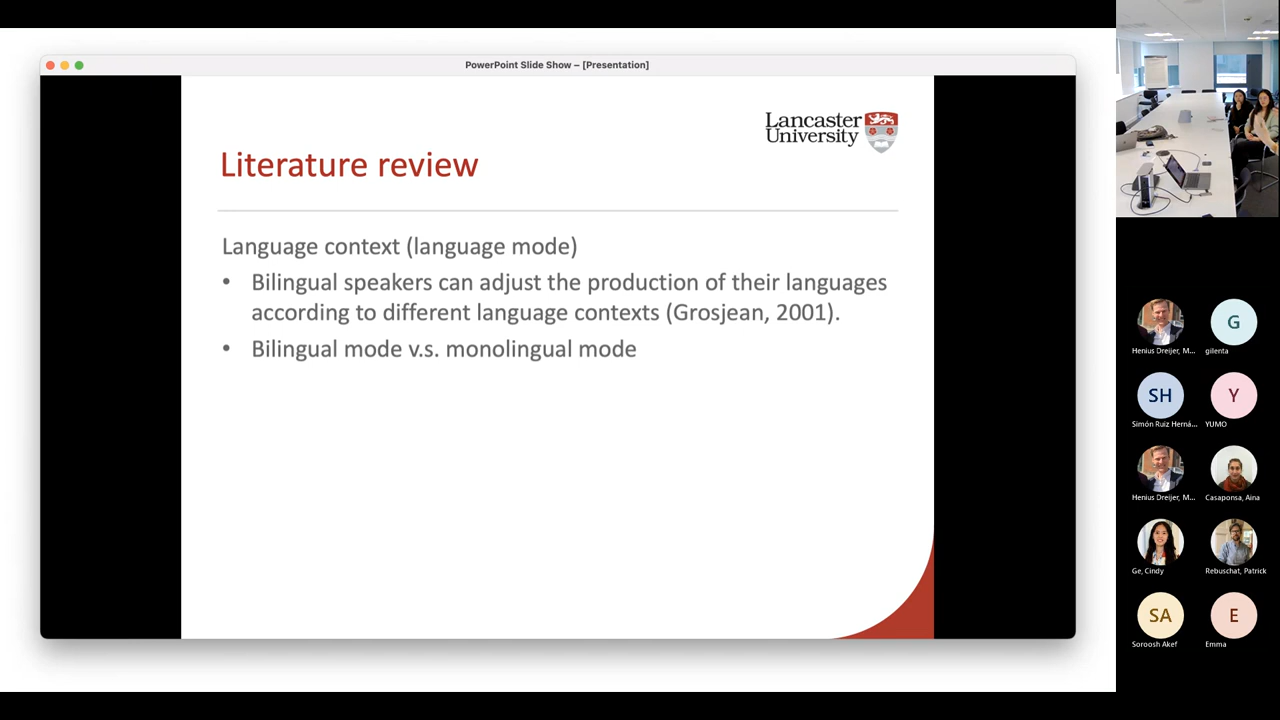 PowerPoint Slide Show – [Presentation]
Lancaster
University
Literature review
Language context (language mode)
• Bilingual speakers can adjust the production of their languages
according to different language contexts (Grosjean, 2001).
• Bilingual mode v.s. monolingual mode
Henius Dreijer, M...
G
gilenta
SH
Simón Ruiz Herná...
Y
YUMO
Henius Dreijer, M...
Casaponsa, Aina
Ge, Cindy
Rebuschat, Patrick
SA
Soroosh Akef
E
Emma